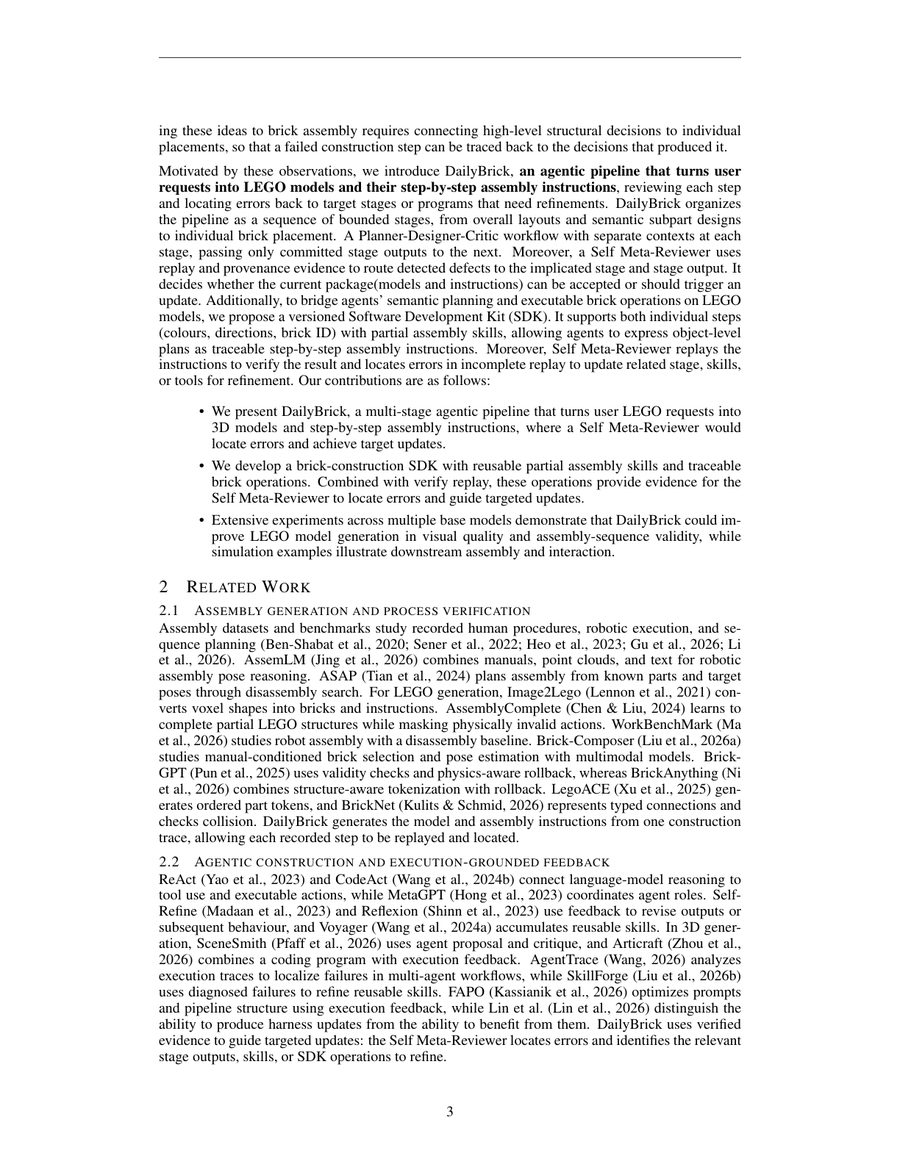 ing these ideas to brick assembly requires connecting high-level structural decisions to individual
placements, so that a failed construction step can be traced back to the decisions that produced it.
Motivated by these observations, we introduce DailyBrick, an agentic pipeline that turns user
requests into LEGO models and their step-by-step assembly instructions, reviewing each step
and locating errors back to target stages or programs that need refinements. DailyBrick organizes
the pipeline as a sequence of bounded stages, from overall layouts and semantic subpart designs
to individual brick placement. A Planner-Designer-Critic workflow with separate contexts at each
stage, passing only committed stage outputs to the next. Moreover, a Self Meta-Reviewer uses
replay and provenance evidence to route detected defects to the implicated stage and stage output. It
decides whether the current package(models and instructions) can be accepted or should trigger an
update. Additionally, to bridge agents' semantic planning and executable brick operations on LEGO
models, we propose a versioned Software Development Kit (SDK). It supports both individual steps
(colours, directions, brick ID) with partial assembly skills, allowing agents to express object-level
plans as traceable step-by-step assembly instructions. Moreover, Self Meta-Reviewer replays the
instructions to verify the result and locates errors in incomplete replay to update related stage, skills,
or tools for refinement. Our contributions are as follows:
• We present DailyBrick, a multi-stage agentic pipeline that turns user LEGO requests into
3D models and step-by-step assembly instructions, where a Self Meta-Reviewer would
locate errors and achieve target updates.
• We develop a brick-construction SDK with reusable partial assembly skills and traceable
brick operations. Combined with verify replay, these operations provide evidence for the
Self Meta-Reviewer to locate errors and guide targeted updates.
• Extensive experiments across multiple base models demonstrate that DailyBrick could im-
prove LEGO model generation in visual quality and assembly-sequence validity, while
simulation examples illustrate downstream assembly and interaction.
2 RELATED WORK
2.1 ASSEMBLY GENERATION AND PROCESS VERIFICATION
Assembly datasets and benchmarks study recorded human procedures, robotic execution, and se-
quence planning (Ben-Shabat et al., 2020; Sener et al., 2022; Heo et al., 2023; Gu et al., 2026; Li
et al., 2026). AssemLM (Jing et al., 2026) combines manuals, point clouds, and text for robotic
assembly pose reasoning. ASAP (Tian et al., 2024) plans assembly from known parts and target
poses through disassembly search. For LEGO generation, Image2Lego (Lennon et al., 2021) con-
verts voxel shapes into bricks and instructions. AssemblyComplete (Chen & Liu, 2024) learns to
complete partial LEGO structures while masking physically invalid actions. WorkBenchMark (Ma
et al., 2026) studies robot assembly with a disassembly baseline. Brick-Composer (Liu et al., 2026a)
studies manual-conditioned brick selection and pose estimation with multimodal models. Brick-
GPT (Pun et al., 2025) uses validity checks and physics-aware rollback, whereas BrickAnything (Ni
et al., 2026) combines structure-aware tokenization with rollback. LegoACE (Xu et al., 2025) gen-
erates ordered part tokens, and BrickNet (Kulits & Schmid, 2026) represents typed connections and
checks collision. DailyBrick generates the model and assembly instructions from one construction
trace, allowing each recorded step to be replayed and located.
2.2 AGENTIC CONSTRUCTION AND EXECUTION-GROUNDED FEEDBACK
ReAct (Yao et al., 2023) and CodeAct (Wang et al., 2024b) connect language-model reasoning to
tool use and executable actions, while MetaGPT (Hong et al., 2023) coordinates agent roles. Self-
Refine (Madaan et al., 2023) and Reflexion (Shinn et al., 2023) use feedback to revise outputs or
subsequent behaviour, and Voyager (Wang et al., 2024a) accumulates reusable skills. In 3D gener-
ation, SceneSmith (Pfaff et al., 2026) uses agent proposal and critique, and Articraft (Zhou et al.,
2026) combines a coding program with execution feedback. AgentTrace (Wang, 2026) analyzes
execution traces to localize failures in multi-agent workflows, while SkillForge (Liu et al., 2026b)
uses diagnosed failures to refine reusable skills. FAPO (Kassianik et al., 2026) optimizes prompts
and pipeline structure using execution feedback, while Lin et al. (Lin et al., 2026) distinguish the
ability to produce harness updates from the ability to benefit from them. DailyBrick uses verified
evidence to guide targeted updates: the Self Meta-Reviewer locates errors and identifies the relevant
stage outputs, skills, or SDK operations to refine.
3